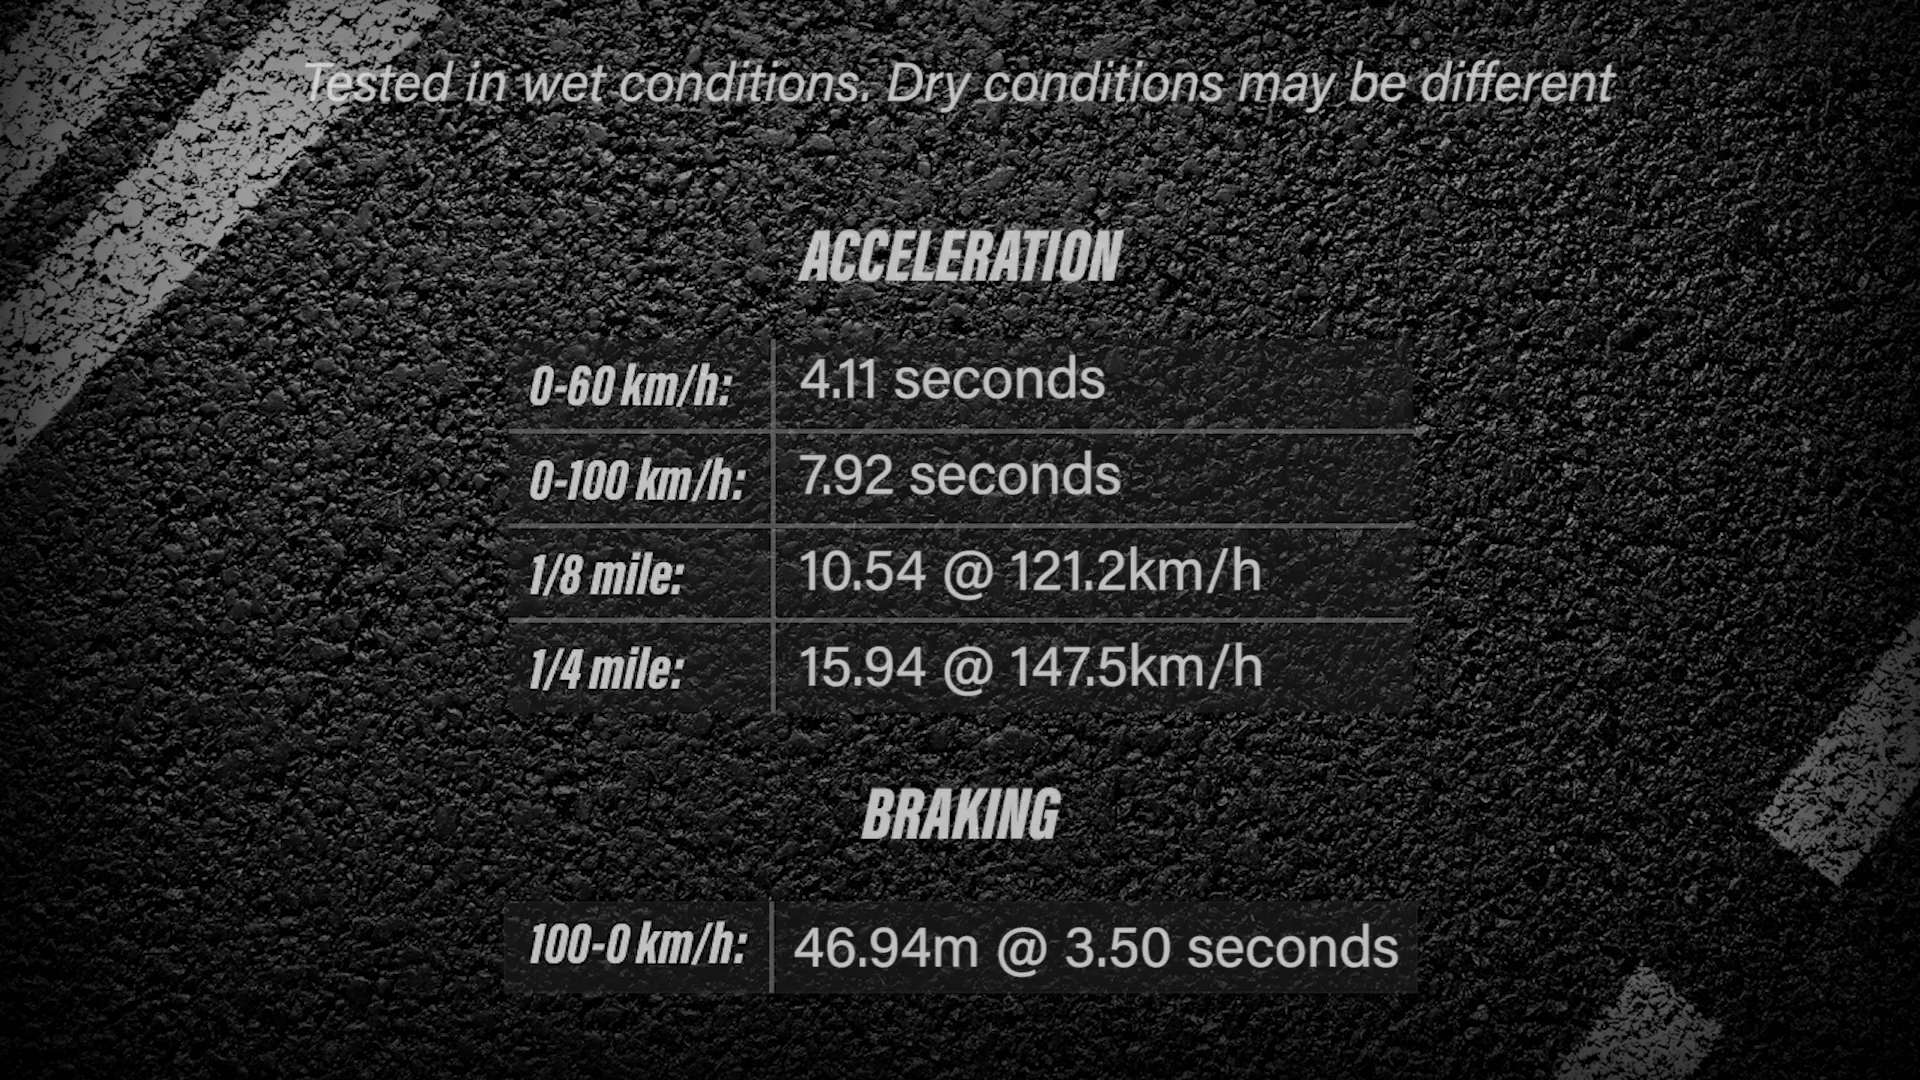 Tested in wet conditions. Dry conditions may be different
ACCELERATION
0-60 km/h: 4.11 seconds
0-100 km/h: 7.92 seconds
1/8 mile: 10.54 @ 121.2km/h
1/4 mile: 15.94 @ 147.5km/h
BRAKING
100-0 km/h: 46.94m @ 3.50 seconds